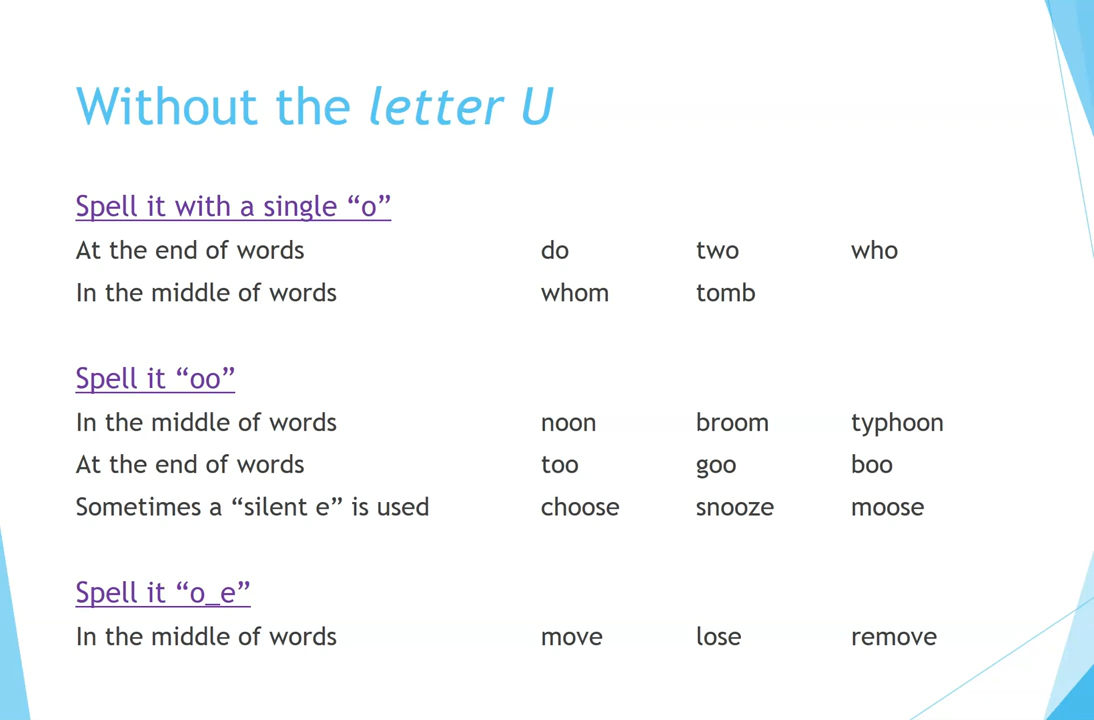 Without the letter U
Spell it with a single “o”
At the end of words do two who
In the middle of words whom tomb
Spell it “oo”
In the middle of words noon broom typhoon
At the end of words too goo boo
Sometimes a “silent e” is used choose snooze moose
Spell it “o_e”
In the middle of words move lose remove